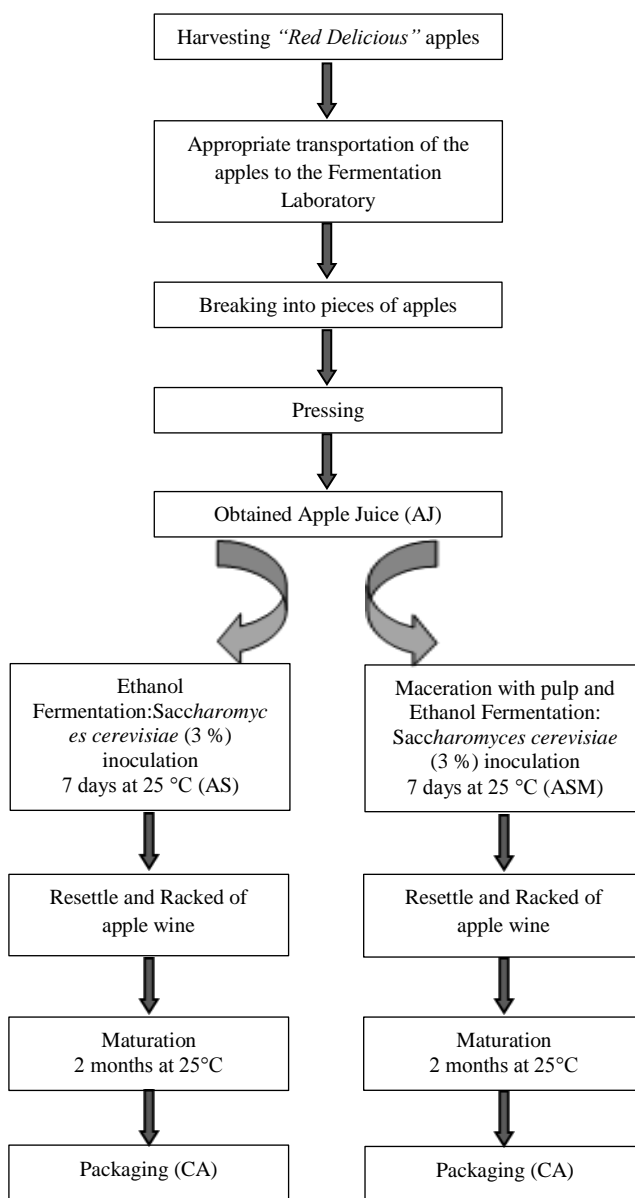 Harvesting "Red Delicious" apples
Appropriate transportation of the
apples to the Fermentation
Laboratory
Breaking into pieces of apples
Pressing
Obtained Apple Juice (AJ)
Ethanol
Fermentation:Saccharomyc
es cerevisiae (3 %)
inoculation
7 days at 25 °C (AS)
Resettle and Racked of
apple wine
Maturation
2 months at 25°C
Packaging (CA)
Maceration with pulp and
Ethanol Fermentation:
Saccharomyces cerevisiae
(3 %) inoculation
7 days at 25 °C (ASM)
Resettle and Racked of
apple wine
Maturation
2 months at 25°C
Packaging (CA)